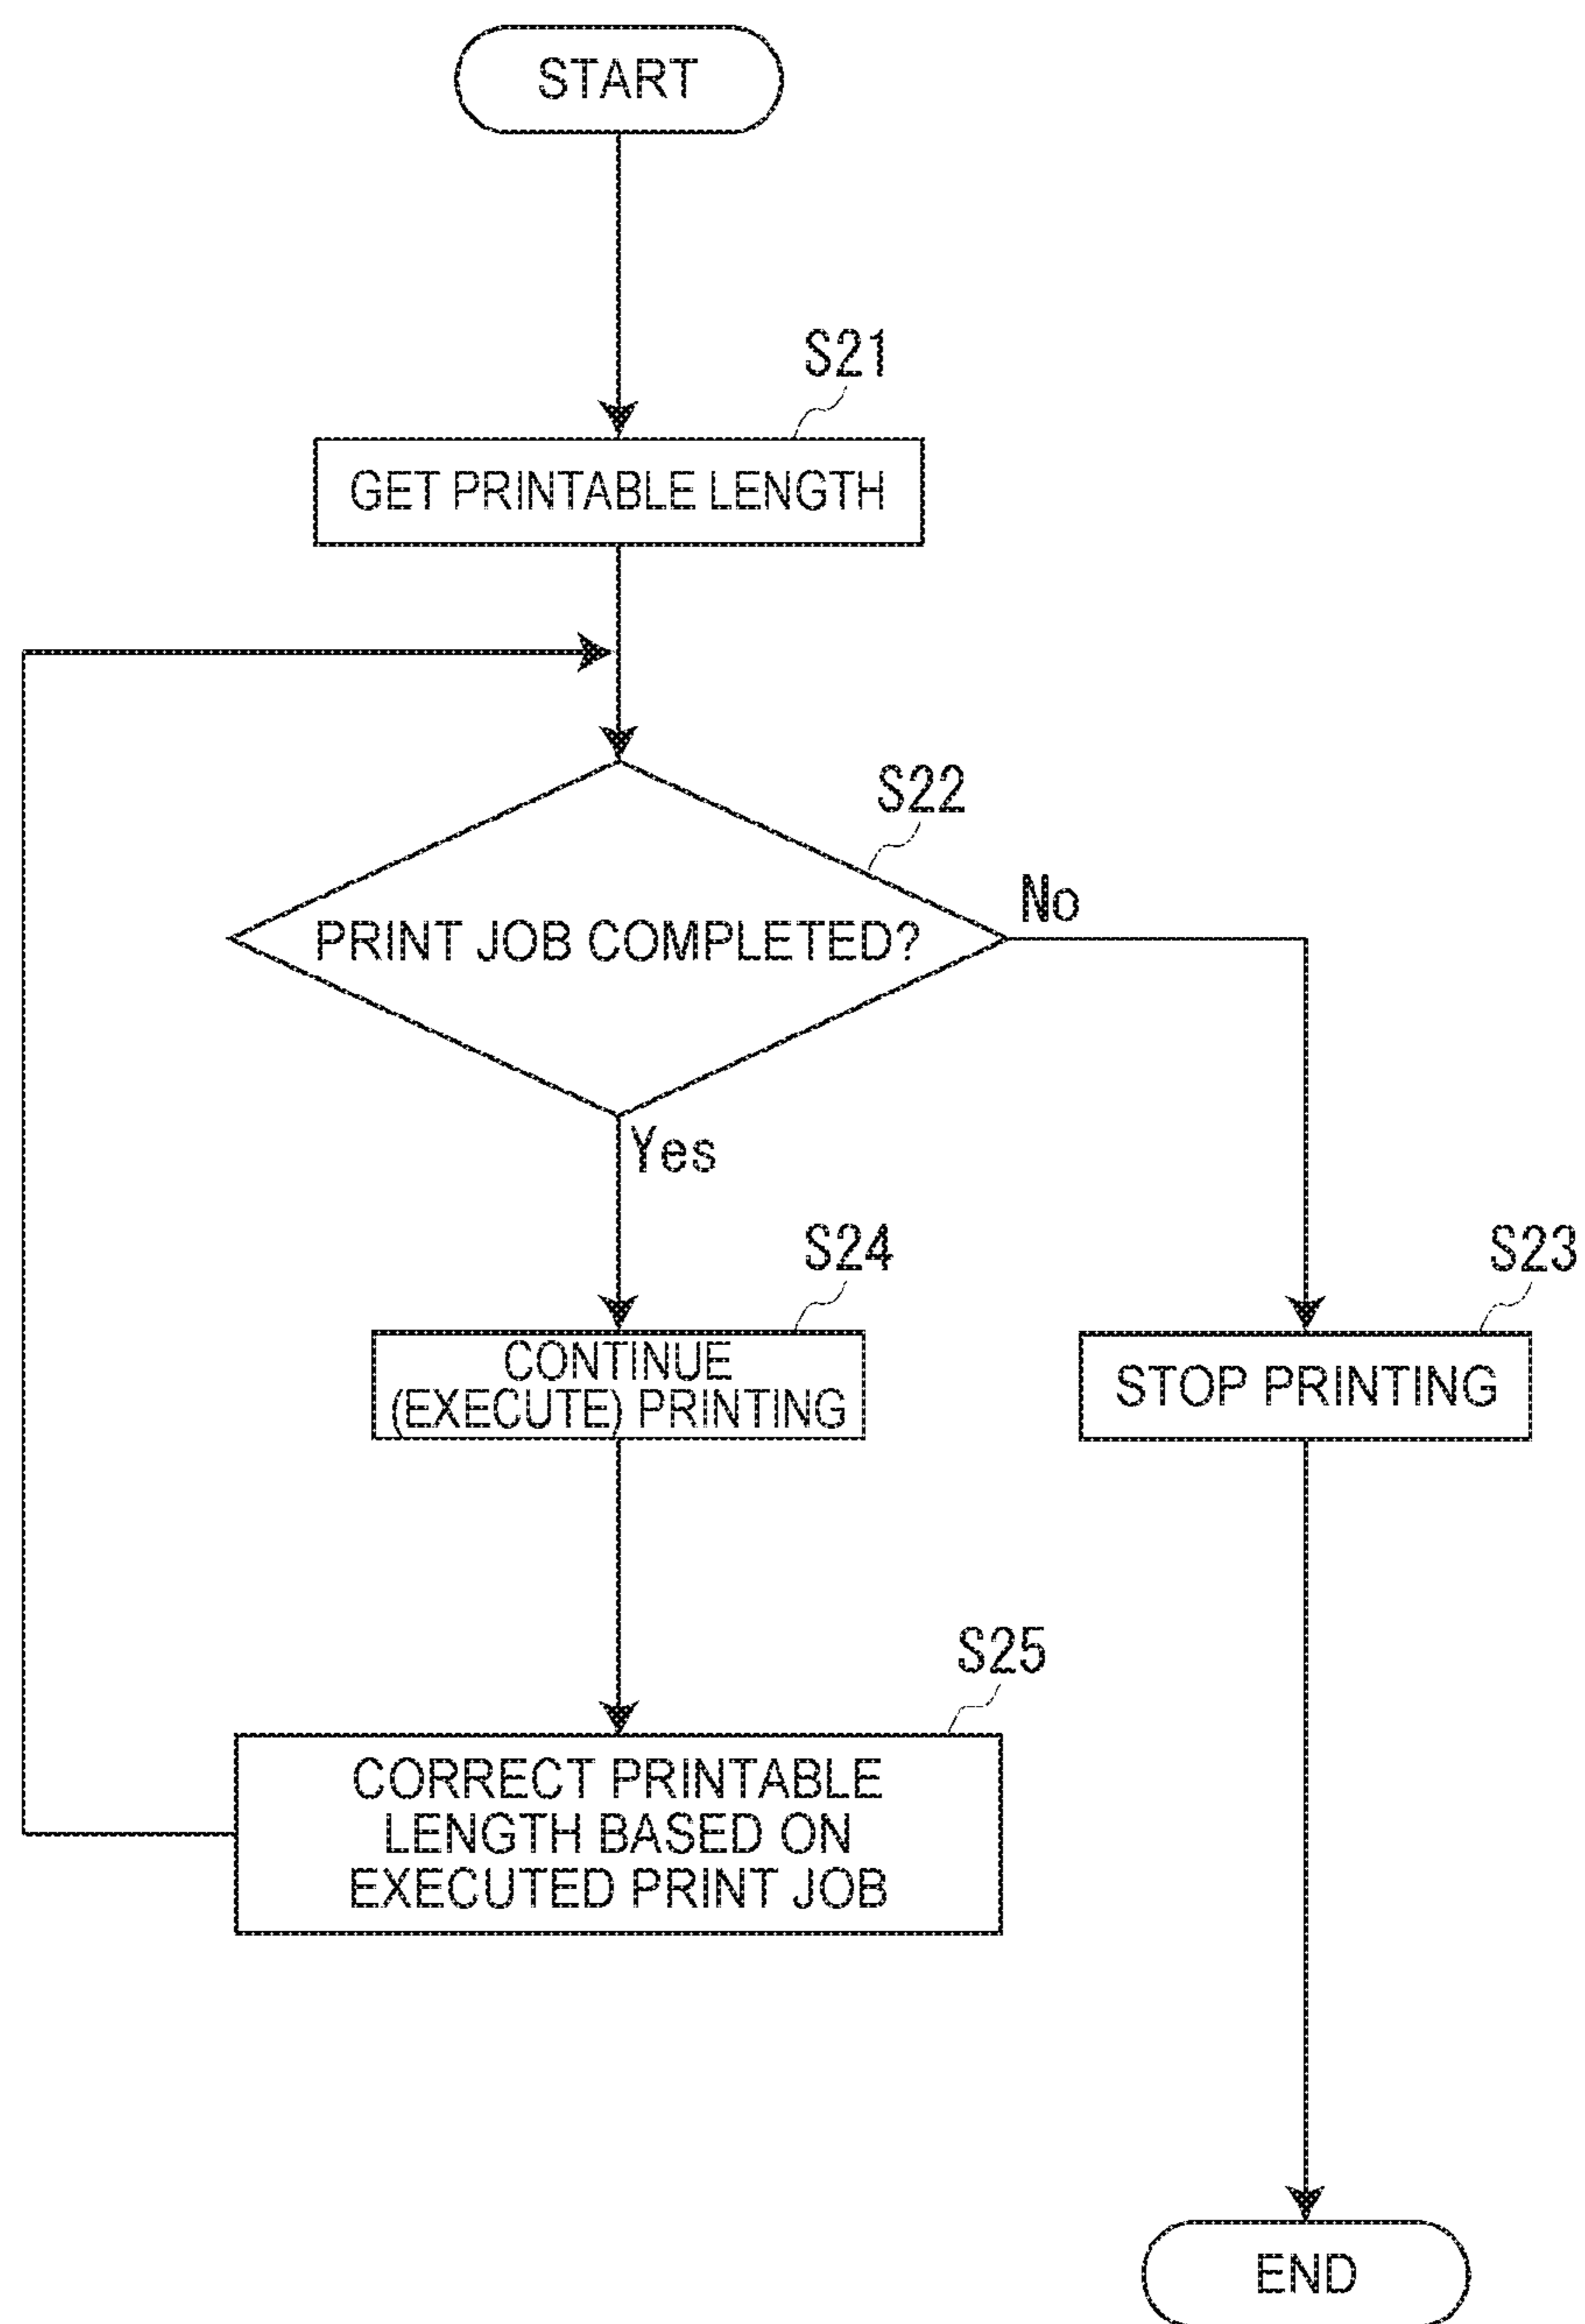 START
S21
GET PRINTABLE LENGTH
S22
No
PRINT JOB COMPLETED?
Yes
S24
S23
CONTINUE
(EXECUTE) PRINTING
STOP PRINTING
S25
CORRECT PRINTABLE
LENGTH BASED ON
EXECUTED PRINT JOB
END